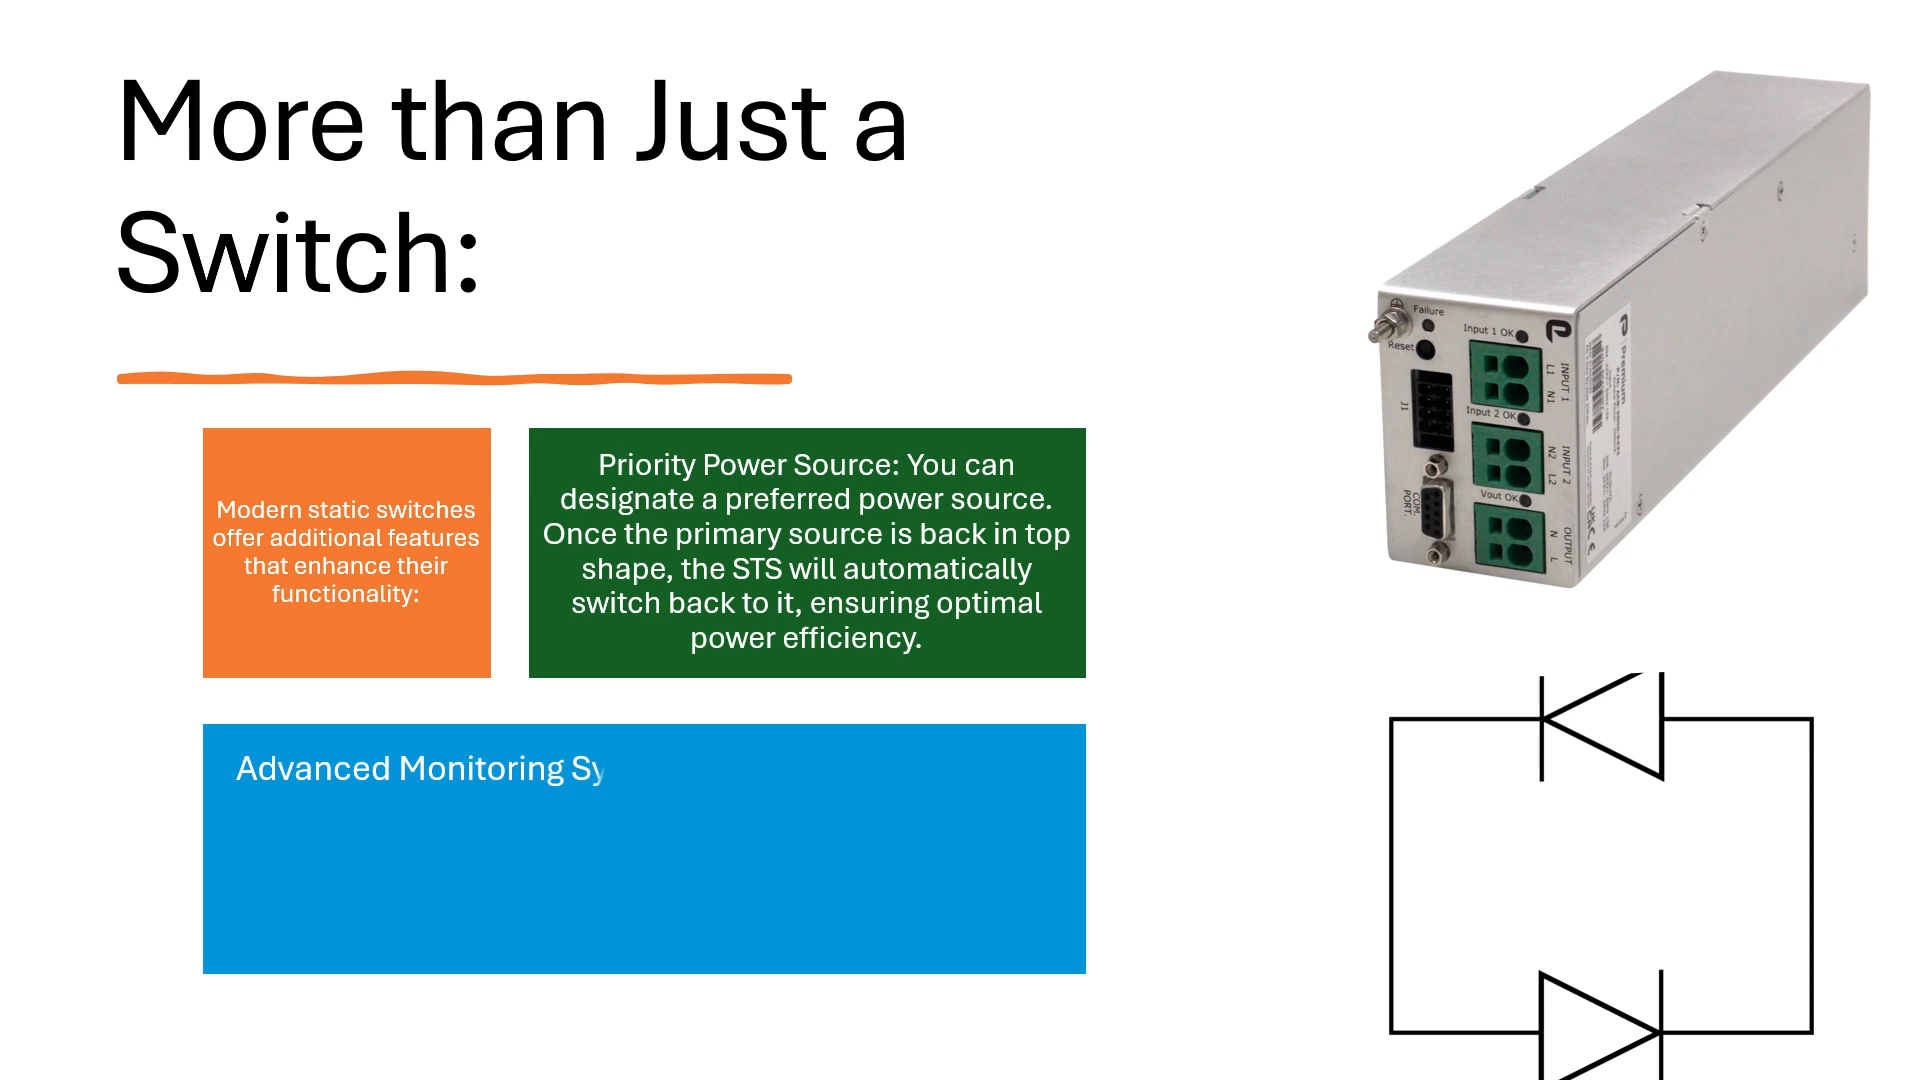 More than Just a
Switch:
Modern static switches
offer additional features
that enhance their
functionality:
Priority Power Source: You can
designate a preferred power source.
Once the primary source is back in top
shape, the STS will automatically
switch back to it, ensuring optimal
power efficiency.
Advanced Monitoring Sy
Failure
Input 1 OK
Reset
L1
N1
INPUT 1
J1
Input 2 OK
N2
L2
INPUT 2
Vout OK
COM.
PORT.
N
L
OUTPUT
Premium